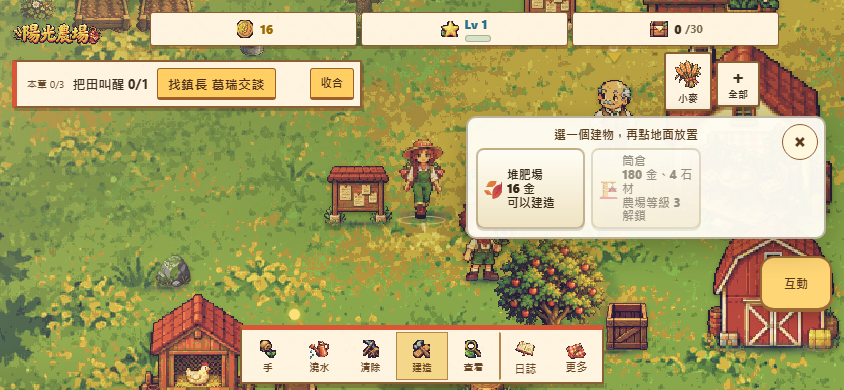 陽光農場
16
Lv 1
0 /30
本章 0/3 把田叫醒 0/1
找鎮長 葛瑞交談
收合
小麥
+
全部
選一個建物，再點地面放置
×
堆肥場
16 金
可以建造
筒倉
180 金、4 石
材
農場等級 3
解鎖
互動
手
澆水
清除
建造
查看
日誌
更多